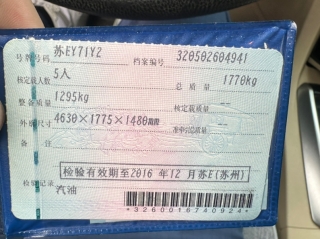 号牌号码 苏EY71Y2 档案编号 320502604941
核定载人数 5人 总质量 1770kg
整备质量 1295kg 核定载质量 --
外廓尺寸 4630×1775×1480mm 准牵引总质量 --
备注
检验有效期至2016年12月苏E(苏州)
检验记录 汽油
*3260016740924*